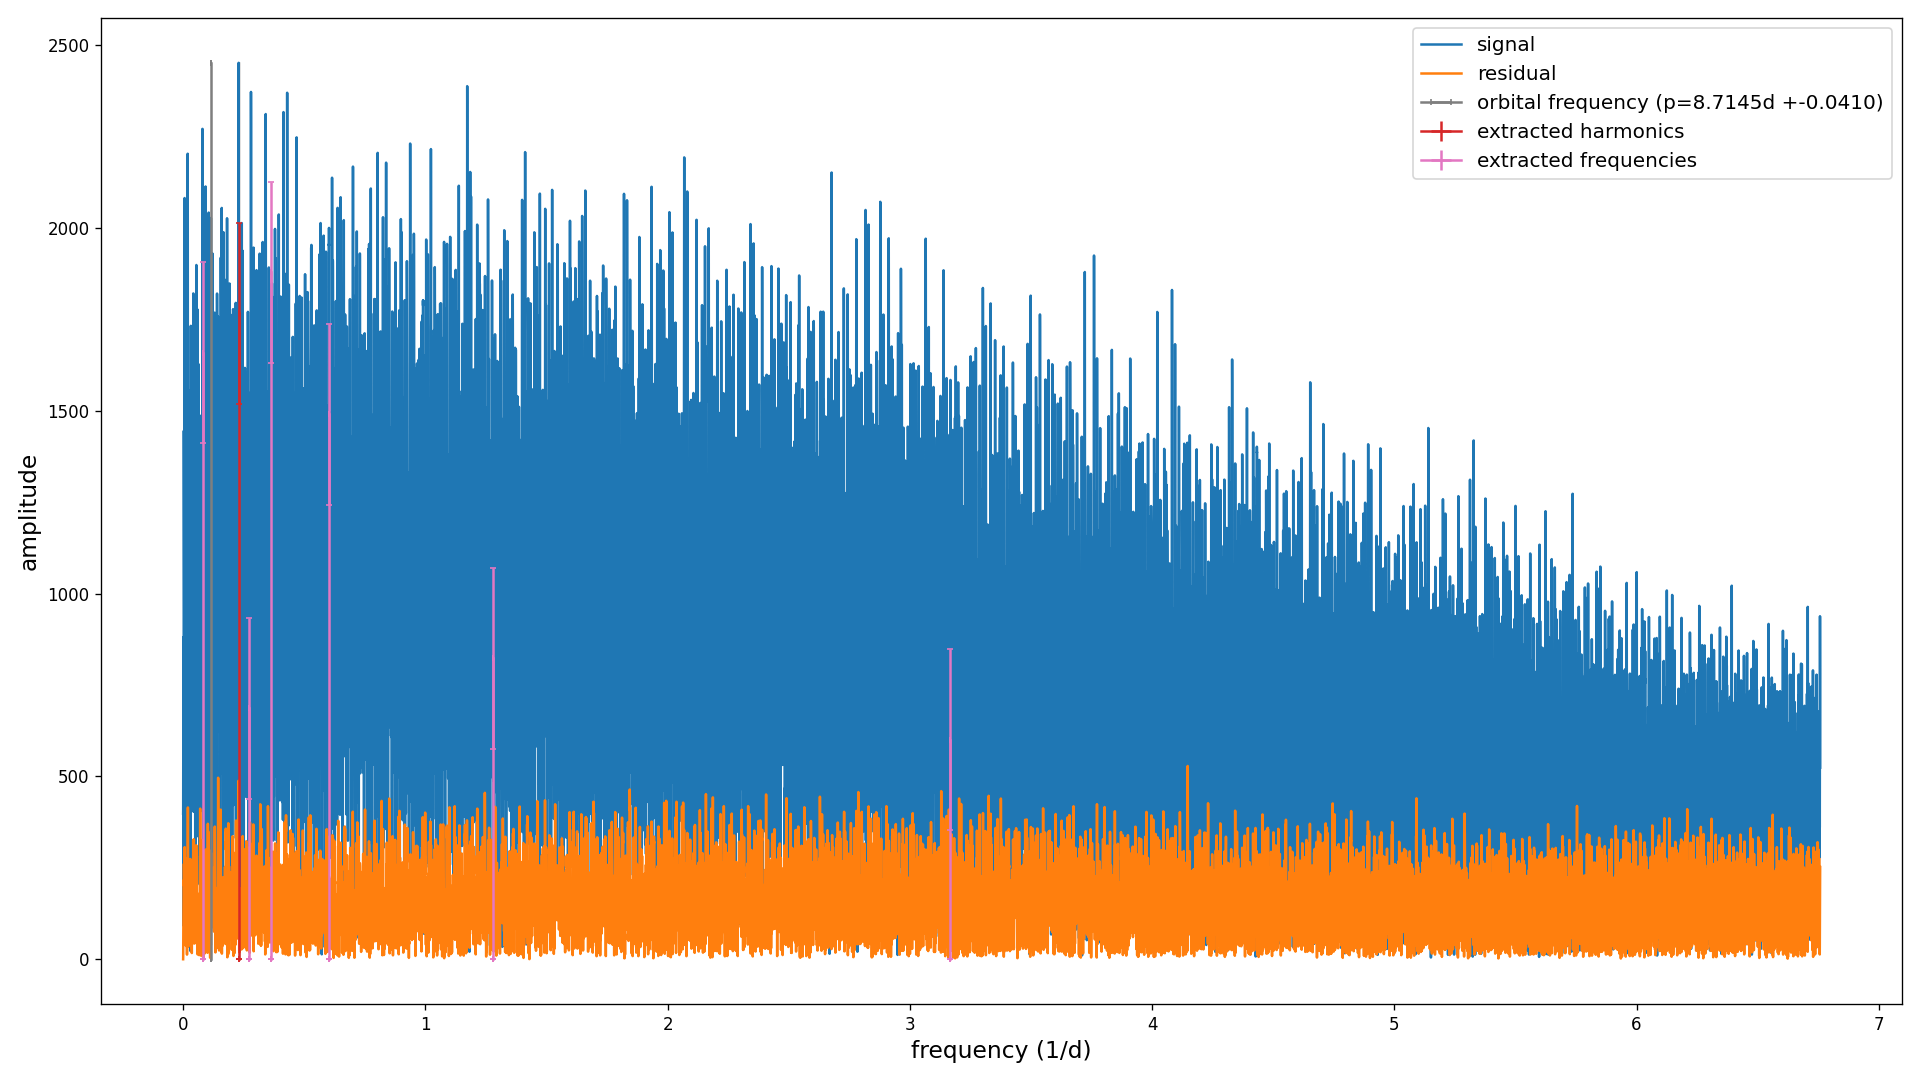 signal
residual
orbital frequency (p=8.7145d +-0.0410)
extracted harmonics
extracted frequencies
2500
2000
1500
1000
500
0
amplitude
0 1 2 3 4 5 6 7
frequency (1/d)